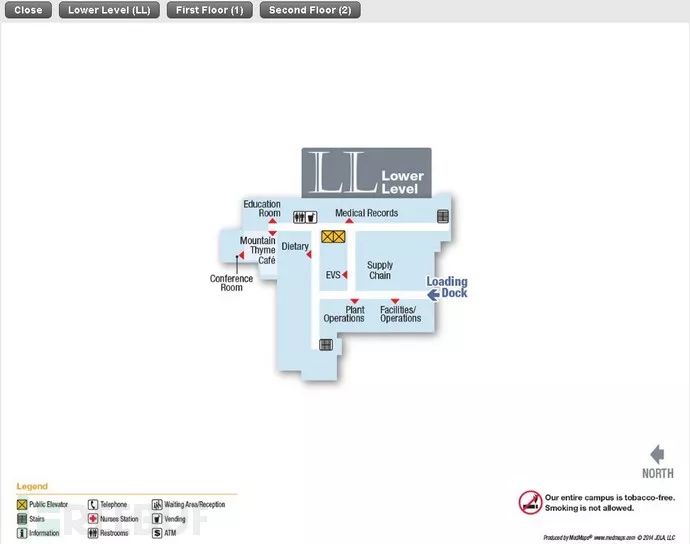 Close
Lower Level (LL)
First Floor (1)
Second Floor (2)
LL Lower
Level
Education
Room
Medical Records
Mountain
Thyme
Café
Dietary
Conference
Room
EVS
Supply
Chain
Loading
Dock
Plant
Operations
Facilities/
Operations
NORTH
Legend
Public Elevator
Telephone
Waiting Area/Reception
Stairs
Nurses Station
Vending
Information
Restrooms
$ ATM
Our entire campus is tobacco-free.
Smoking is not allowed.
Produced by MedMaps® www.medmaps.com © 2014 JDLA, LLC